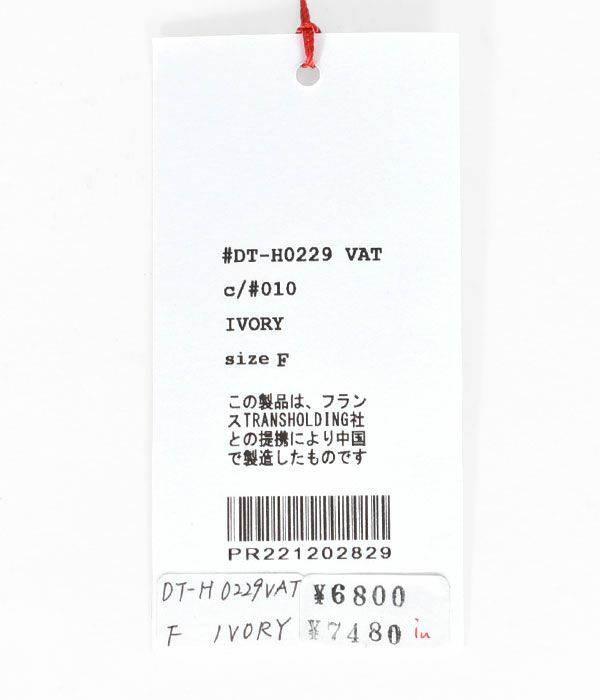 #DT-H0229 VAT
c/#010
IVORY
size F
この製品は、フラン
スTRANSHOLDING社
との提携により中国
で製造したものです
PR221202829
DT-H 0229VAT
F IVORY
¥6800
¥7480 in